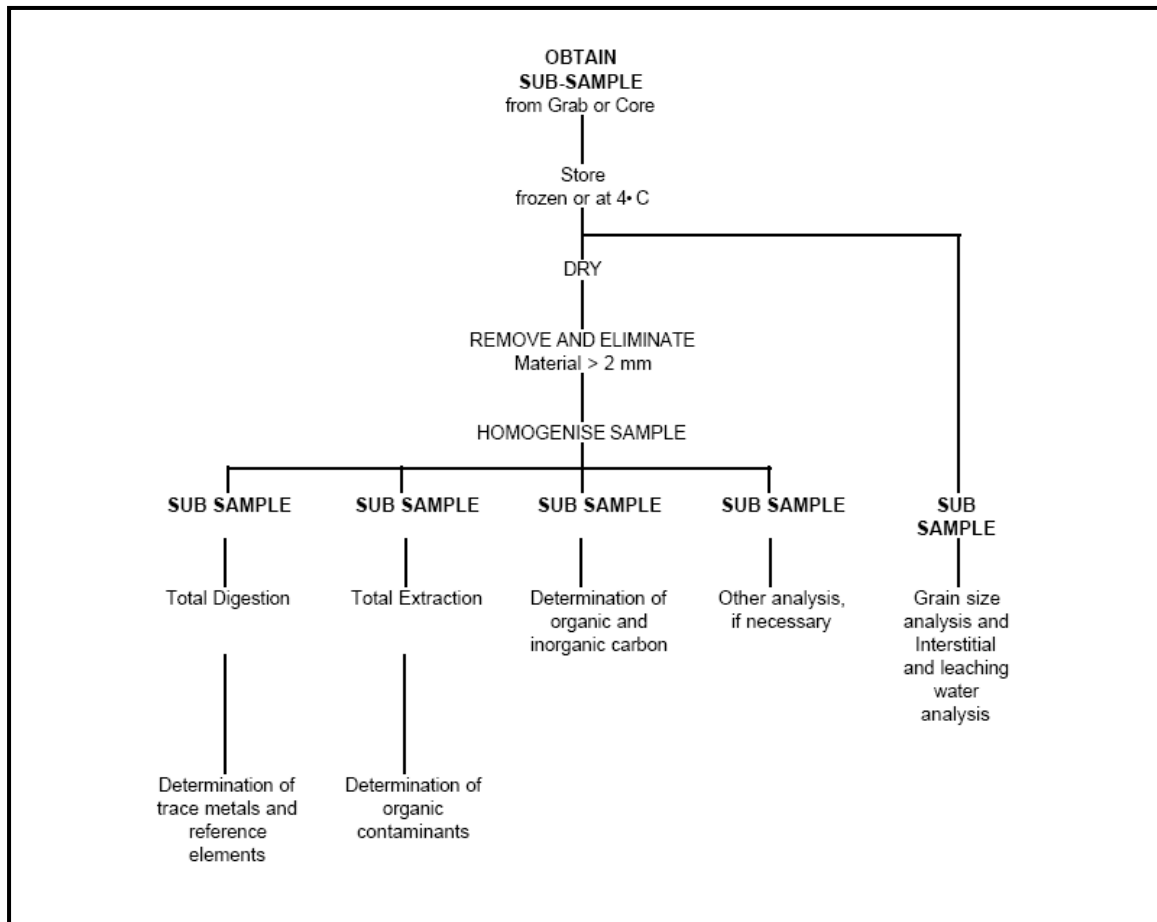 OBTAIN
SUB-SAMPLE
from Grab or Core
Store
frozen or at 4• C
DRY
REMOVE AND ELIMINATE
Material > 2 mm
HOMOGENISE SAMPLE
SUB SAMPLE
Total Digestion
Determination of
trace metals and
reference
elements
SUB SAMPLE
Total Extraction
Determination of
organic
contaminants
SUB SAMPLE
Determination of
organic and
inorganic carbon
SUB SAMPLE
Other analysis,
if necessary
SUB
SAMPLE
Grain size
analysis and
Interstitial
and leaching
water
analysis